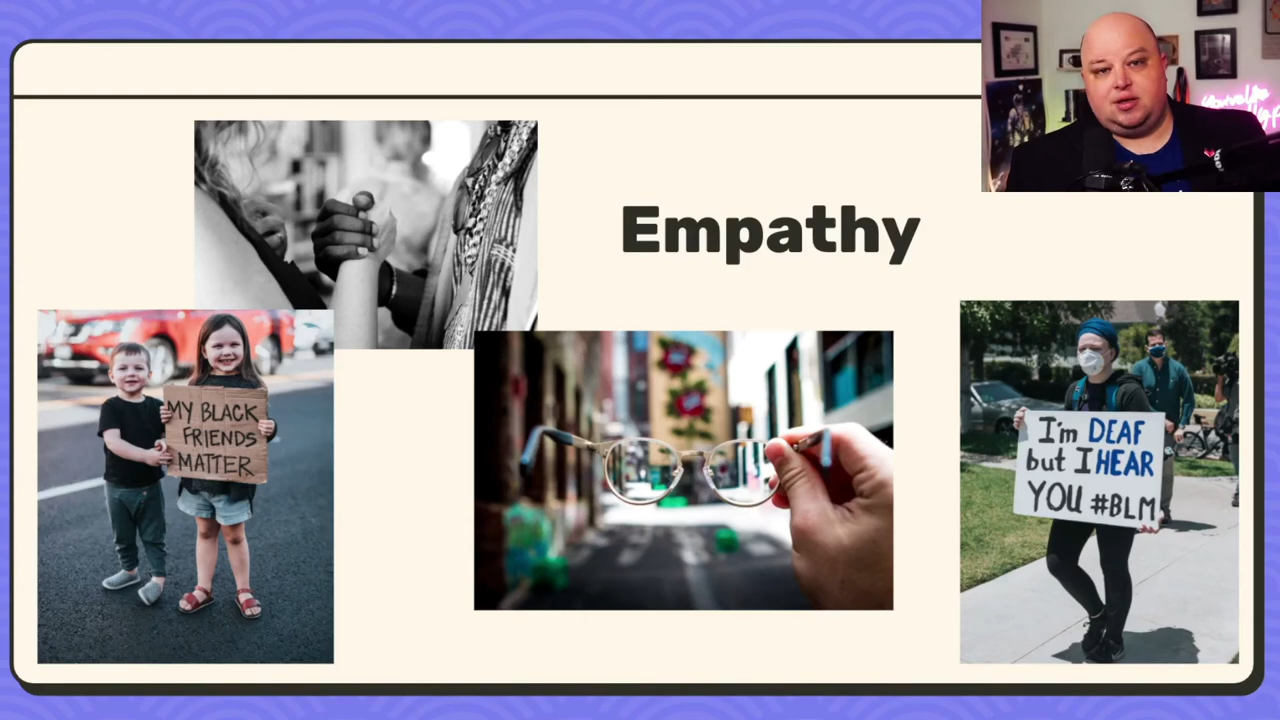 Empathy
MY BLACK
FRIENDS
MATTER
I'm DEAF
but I HEAR
YOU #BLM